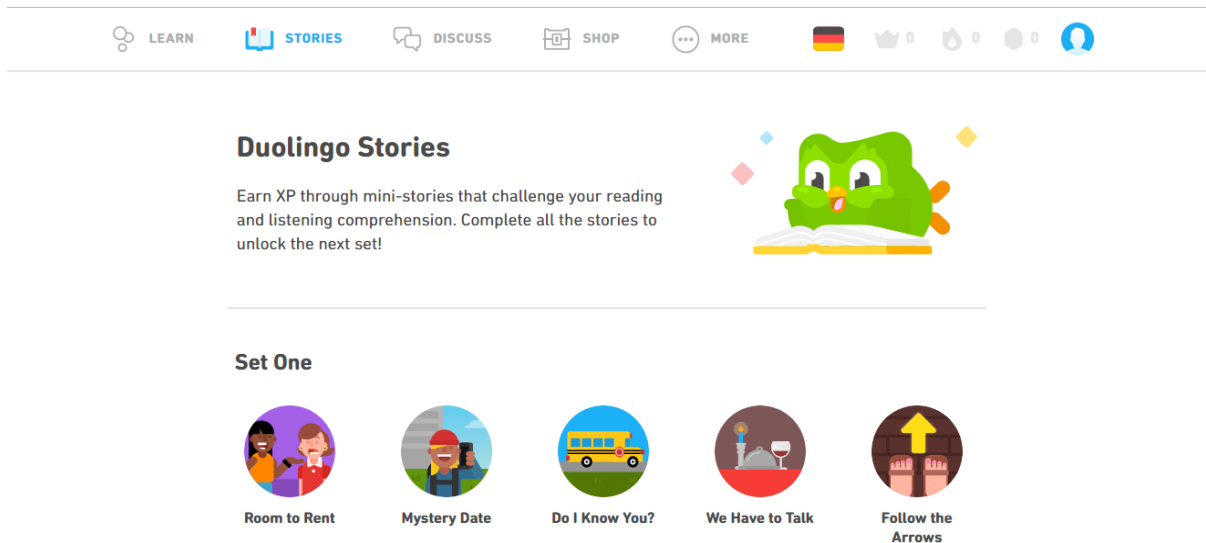 LEARN
STORIES
DISCUSS
SHOP
MORE
0
0
0
Duolingo Stories
Earn XP through mini-stories that challenge your reading
and listening comprehension. Complete all the stories to
unlock the next set!
Set One
Room to Rent
Mystery Date
Do I Know You?
We Have to Talk
Follow the
Arrows